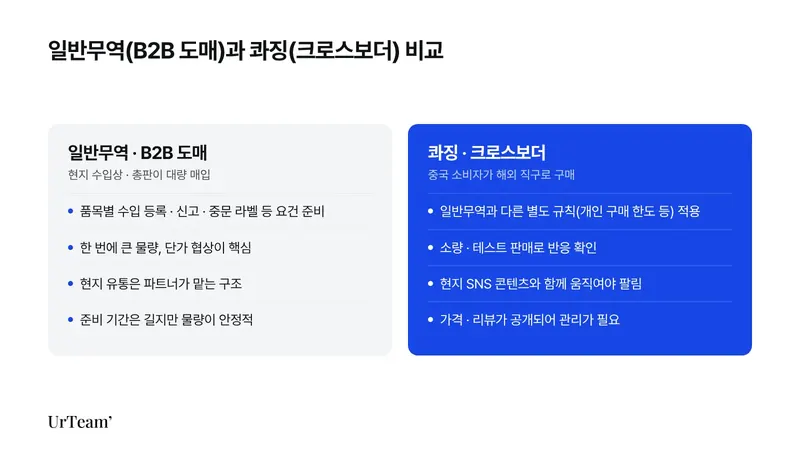 일반무역(B2B 도매)과 콰징(크로스보더) 비교
일반무역 · B2B 도매
현지 수입상 · 총판이 대량 매입
품목별 수입 등록 · 신고 · 중문 라벨 등 요건 준비
한 번에 큰 물량, 단가 협상이 핵심
현지 유통은 파트너가 맡는 구조
준비 기간은 길지만 물량이 안정적
콰징 · 크로스보더
중국 소비자가 해외 직구로 구매
일반무역과 다른 별도 규칙(개인 구매 한도 등) 적용
소량 · 테스트 판매로 반응 확인
현지 SNS 콘텐츠와 함께 움직여야 팔림
가격 · 리뷰가 공개되어 관리가 필요
UrTeam’